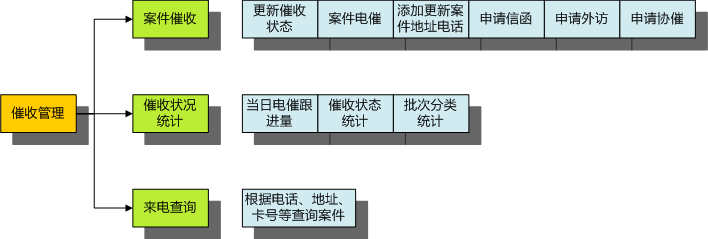 案件催收
更新催收
状态
案件电催
添加更新案
件地址电话
申请信函
申请外访
申请协催
催收管理
催收状况
统计
当日电催跟
进量
催收状态
统计
批次分类
统计
来电查询
根据电话、地址、
卡号等查询案件